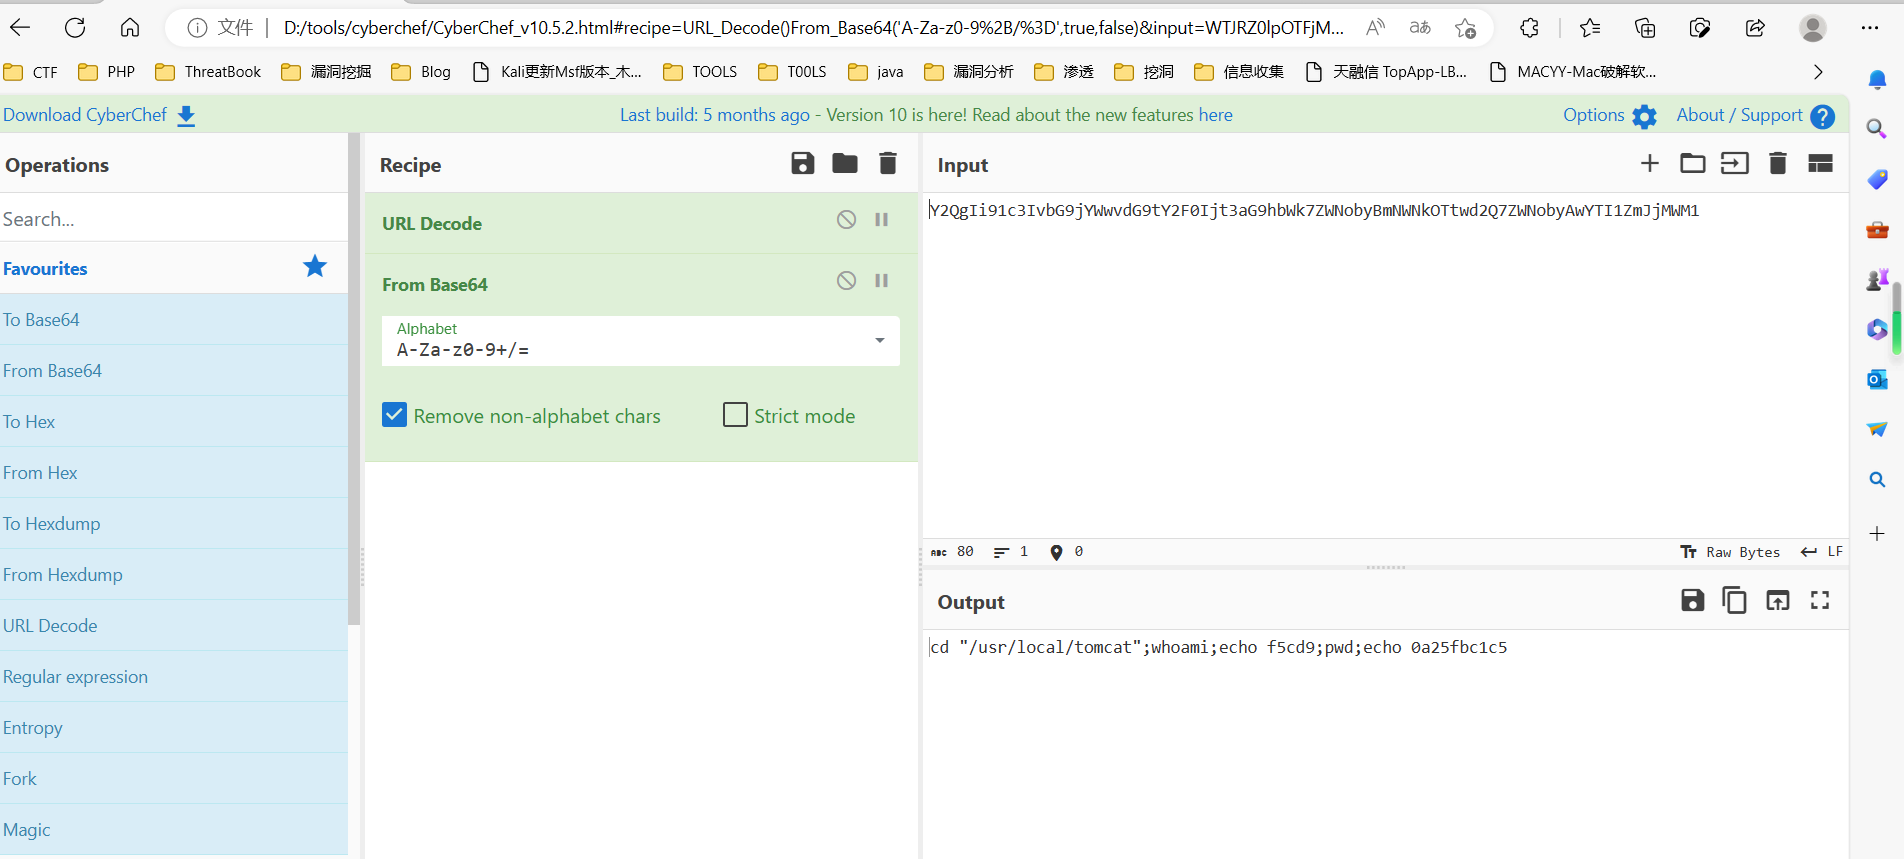 文件 D:/tools/cyberchef/CyberChef_v10.5.2.html#recipe=URL_Decode()From_Base64('A-Za-z0-9%2B/%3D',true,false)&input=WTJRZ0lpOTFjM... aあ
CTF PHP ThreatBook 漏洞挖掘 Blog Kali更新Msf版本_木... TOOLS T00LS java 漏洞分析 渗透 挖洞 信息收集 天融信 TopApp-LB... MACYY-Mac破解软...
Download CyberChef Last build: 5 months ago - Version 10 is here! Read about the new features here Options About / Support
Operations
Search...
Favourites
To Base64
From Base64
To Hex
From Hex
To Hexdump
From Hexdump
URL Decode
Regular expression
Entropy
Fork
Magic
Recipe
URL Decode
From Base64
Alphabet
A-Za-z0-9+/=
Remove non-alphabet chars Strict mode
Input
Y2QgIi91c3IvbG9jYWwvdG9tY2F0Ijt3aG9hbWk7ZWNobyBmNWNkOTtwd2Q7ZWNobyAwYTI1ZmJjMWM1
ABC 80 1 0 Raw Bytes LF
Output
cd "/usr/local/tomcat";whoami;echo f5cd9;pwd;echo 0a25fbc1c5